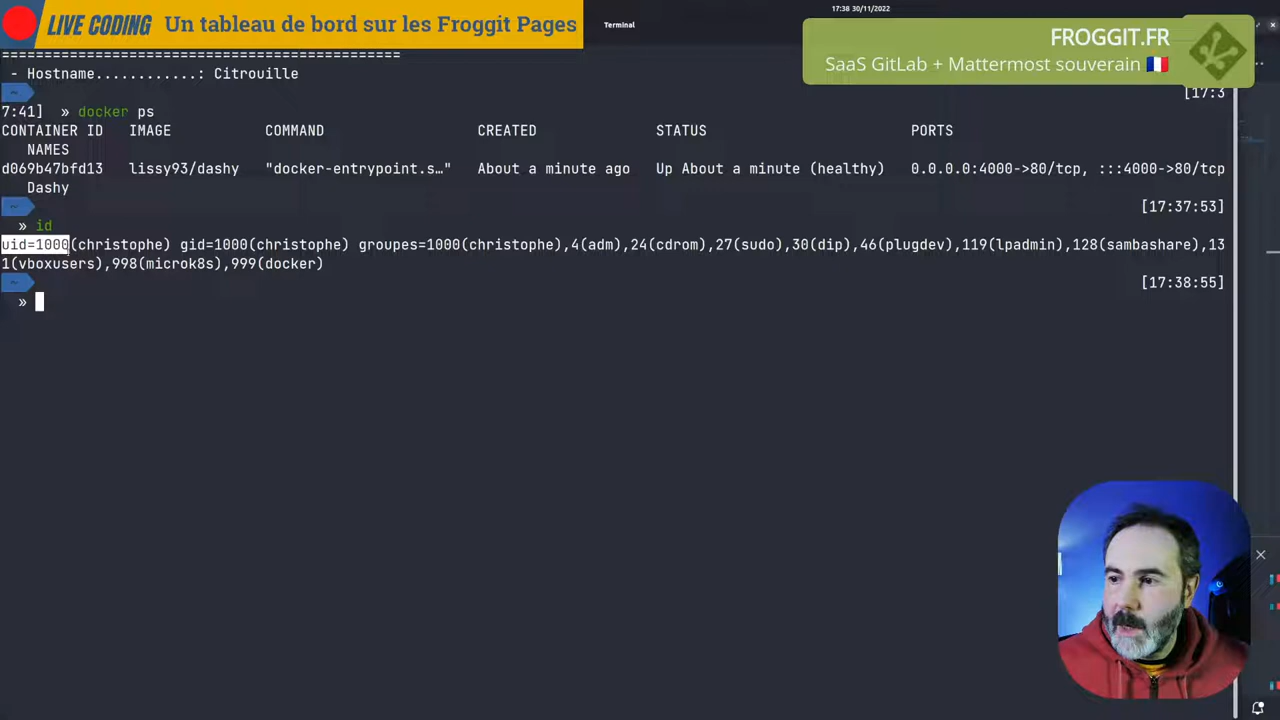 17:38 30/11/2022
LIVE CODING Un tableau de bord sur les Froggit Pages
Terminal
FROGGIT.FR
SaaS GitLab + Mattermost souverain 🇫🇷
================================================
- Hostname............: Citrouille
~ [17:3
7:41] » docker ps
CONTAINER ID IMAGE COMMAND CREATED STATUS PORTS
NAMES
d069b47bfd13 lissy93/dashy "docker-entrypoint.s…" About a minute ago Up About a minute (healthy) 0.0.0.0:4000->80/tcp, :::4000->80/tcp
Dashy
~ [17:37:53]
» id
uid=1000(christophe) gid=1000(christophe) groupes=1000(christophe),4(adm),24(cdrom),27(sudo),30(dip),46(plugdev),119(lpadmin),128(sambashare),13
1(vboxusers),998(microk8s),999(docker)
~ [17:38:55]
»